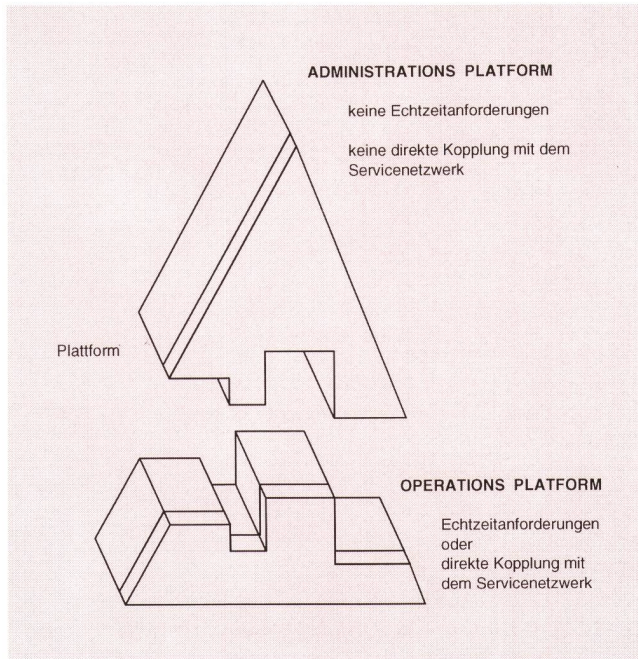 ADMINISTRATIONS PLATFORM
keine Echtzeitanforderungen
keine direkte Kopplung mit dem
Servicenetzwerk
Plattform
OPERATIONS PLATFORM
Echtzeitanforderungen
oder
direkte Kopplung mit
dem Servicenetzwerk